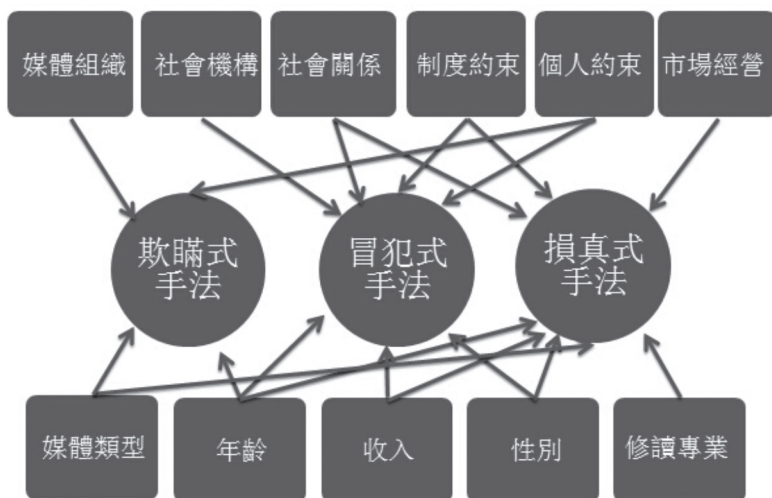 媒體組織
社會機構
社會關係
制度約束
個人約束
市場經營
欺瞞式
手法
冒犯式
手法
損真式
手法
媒體類型
年齡
收入
性別
修讀專業